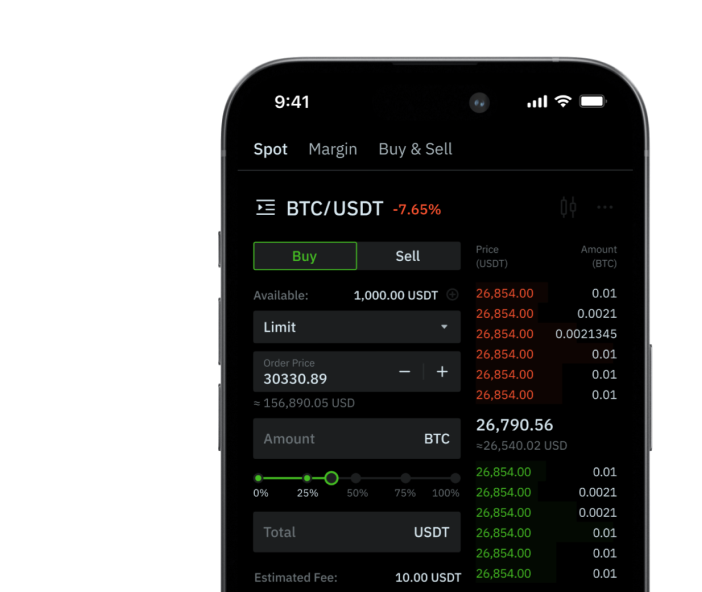 9:41
Spot Margin Buy & Sell
BTC/USDT -7.65%
Buy Sell
Available: 1,000.00 USDT
Limit
Order Price
30330.89
≈ 156,890.05 USD
Amount BTC
0% 25% 50% 75% 100%
Total USDT
Estimated Fee: 10.00 USDT
Price Amount
(USDT) (BTC)
26,854.00 0.01
26,854.00 0.0021
26,854.00 0.0021345
26,854.00 0.01
26,854.00 0.01
26,854.00 0.01
26,790.56
≈26,540.02 USD
26,854.00 0.01
26,854.00 0.0021
26,854.00 0.0021
26,854.00 0.01
26,854.00 0.01
26,854.00 0.01